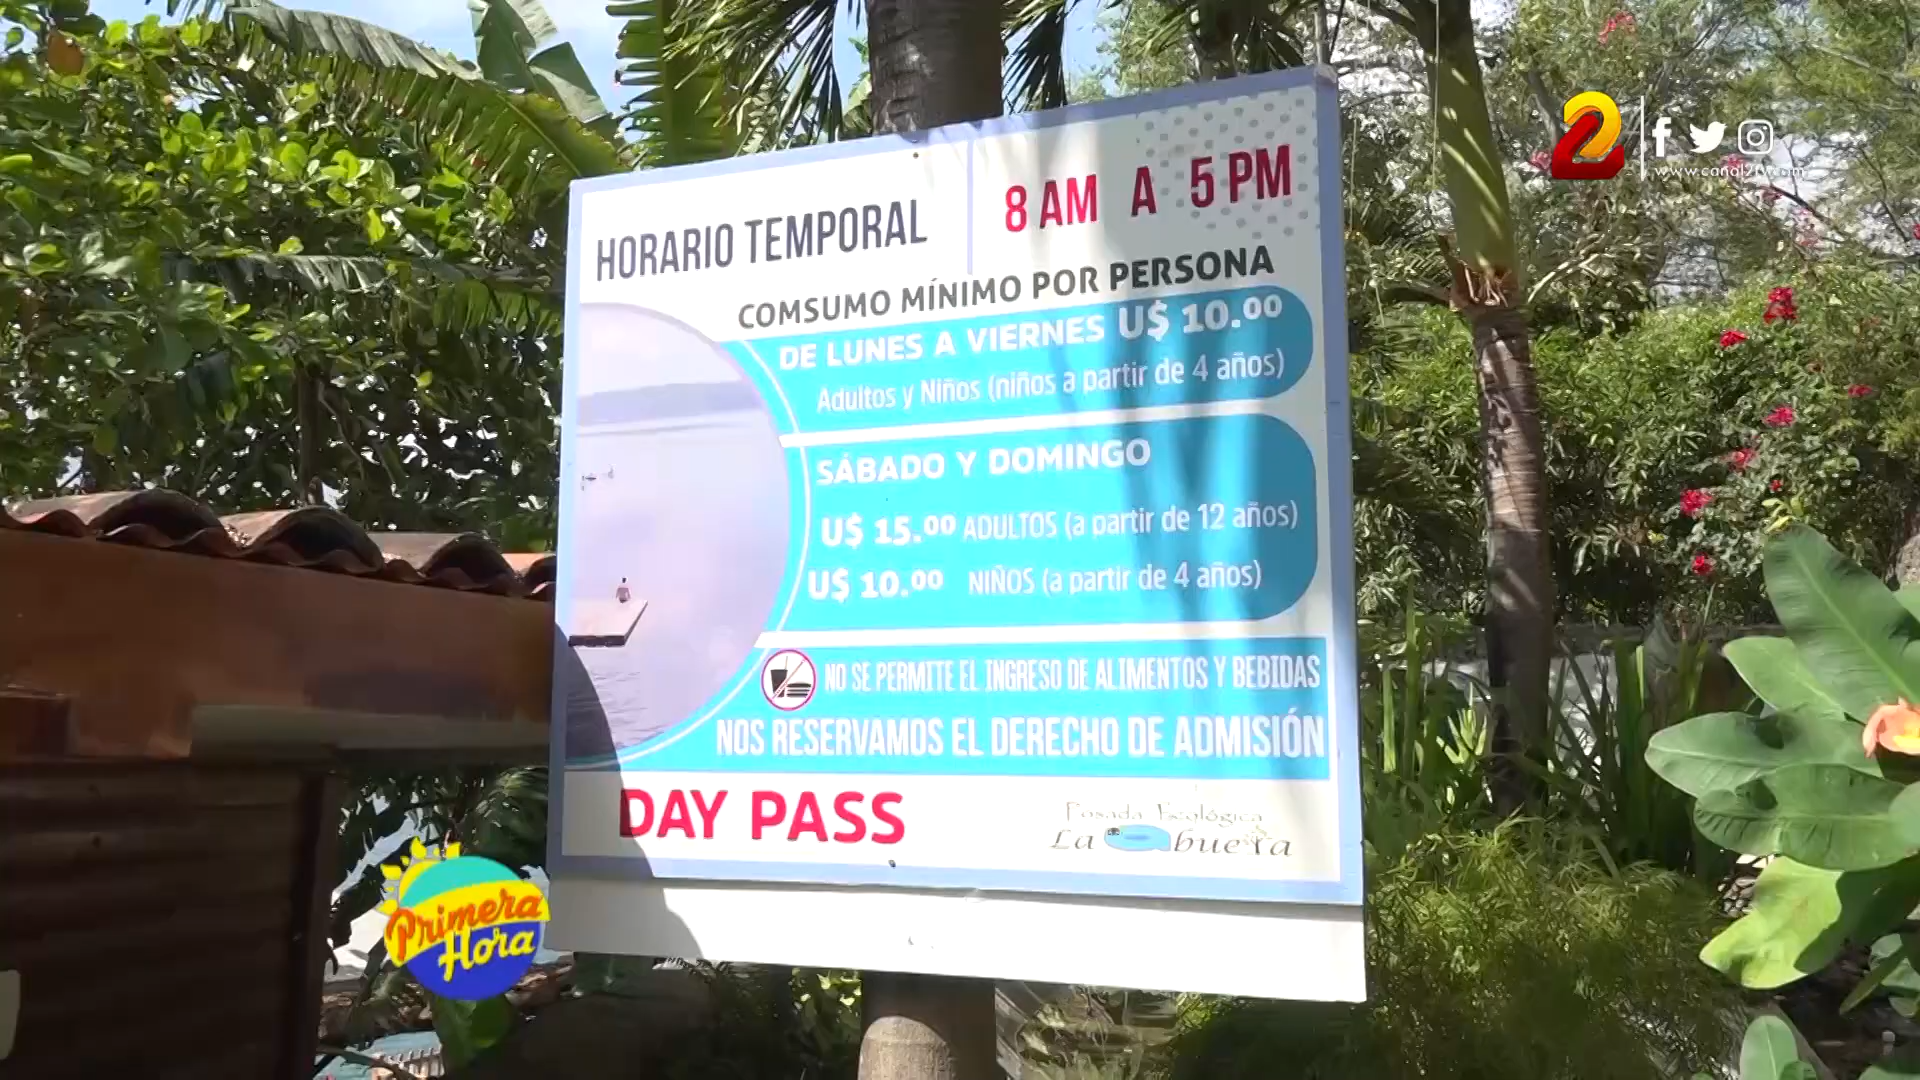 2
www.canal2tv.com
HORARIO TEMPORAL
8 AM A 5 PM
COMSUMO MÍNIMO POR PERSONA
DE LUNES A VIERNES U$ 10.00
Adultos y Niños (niños a partir de 4 años)
SÁBADO Y DOMINGO
U$ 15.00 ADULTOS (a partir de 12 años)
U$ 10.00 NIÑOS (a partir de 4 años)
NO SE PERMITE EL INGRESO DE ALIMENTOS Y BEBIDAS
NOS RESERVAMOS EL DERECHO DE ADMISIÓN
DAY PASS
Posada Ecológica
La Abuela
Primera
Hora